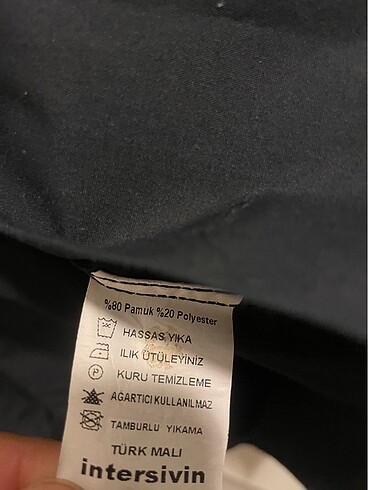 %80 Pamuk %20 Polyester
HASSAS YIKA
ILIK ÜTÜLEYİNİZ
P KURU TEMİZLEME
AGARTICI KULLANILMAZ
TAMBURLU YIKAMA
TÜRK MALI
intersivin